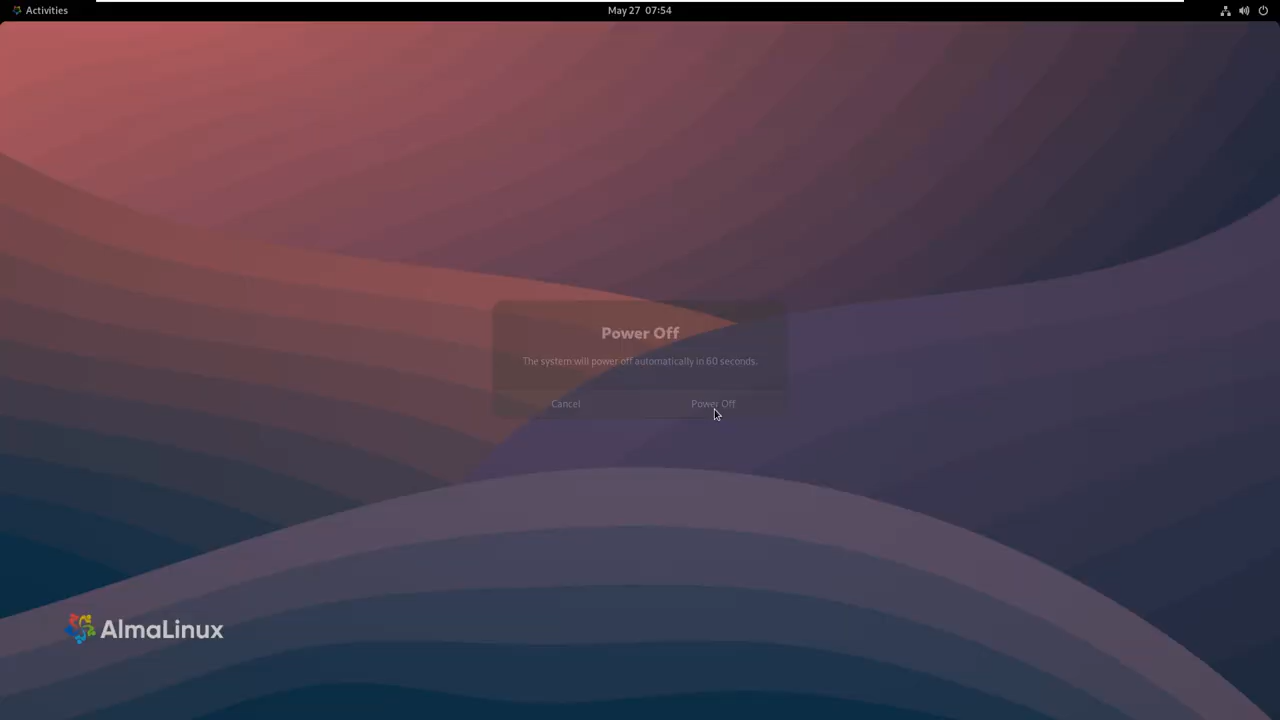 Activities
May 27 07:54
Power Off
The system will power off automatically in 60 seconds.
Cancel
Power Off
AlmaLinux